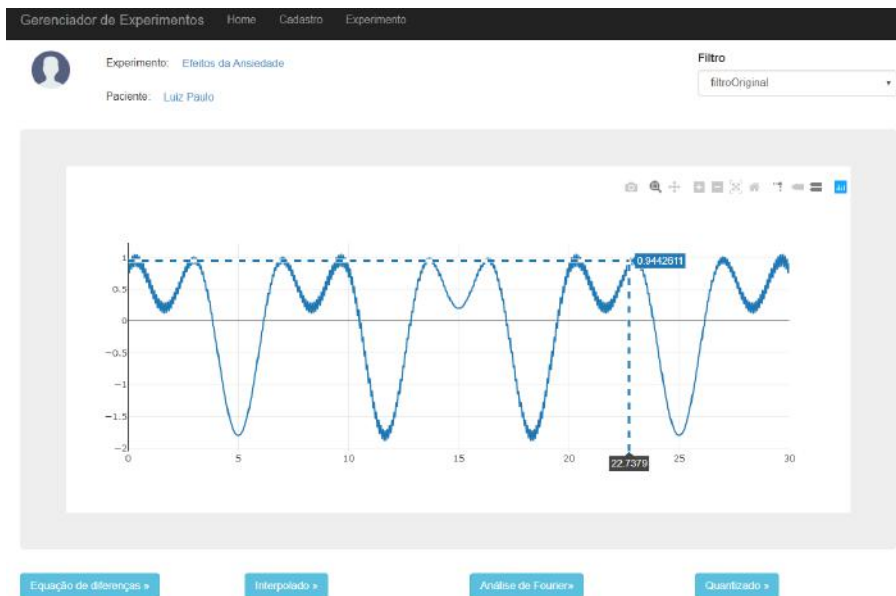 Gerenciador de Experimentos Home Cadastro Experimento
Experimento: Efeitos da Ansiedade
Filtro
filtroOriginal
Paciente: Luiz Paulo
1
0.5
0
−0.5
−1
−1.5
−2
0.9442611
0 5 10 15 20 22.7379 25 30
Equação de diferenças »
Interpolado »
Análise de Fourier»
Quantizado »